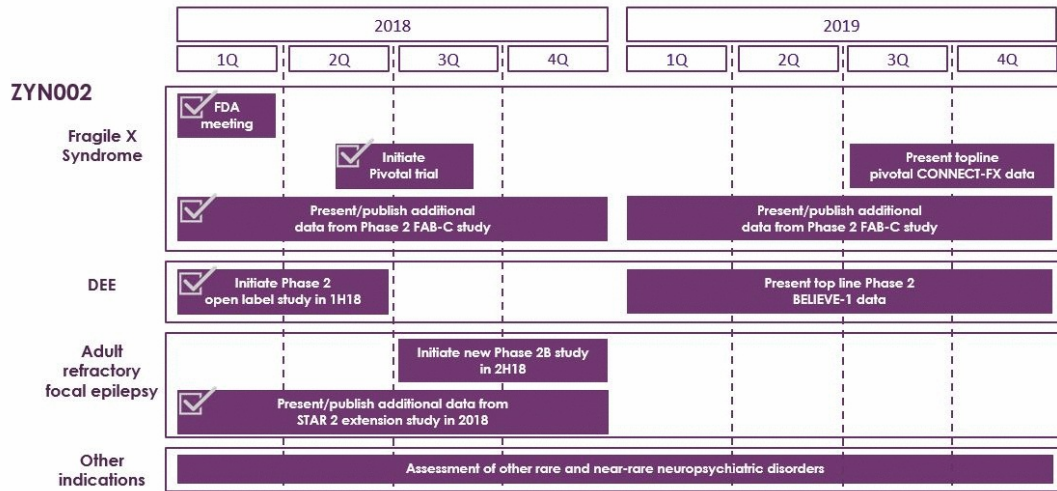 2018
2019
1Q
2Q
3Q
4Q
1Q
2Q
3Q
4Q
ZYN002
Fragile X
Syndrome
FDA
meeting
Initiate
Pivotal trial
Present topline
pivotal CONNECT-FX data
Present/publish additional
data from Phase 2 FAB-C study
Present/publish additional
data from Phase 2 FAB-C study
DEE
Initiate Phase 2
open label study in 1H18
Present top line Phase 2
BELIEVE-1 data
Adult
refractory
focal epilepsy
Initiate new Phase 2B study
in 2H18
Present/publish additional data from
STAR 2 extension study in 2018
Other
indications
Assessment of other rare and near-rare neuropsychiatric disorders